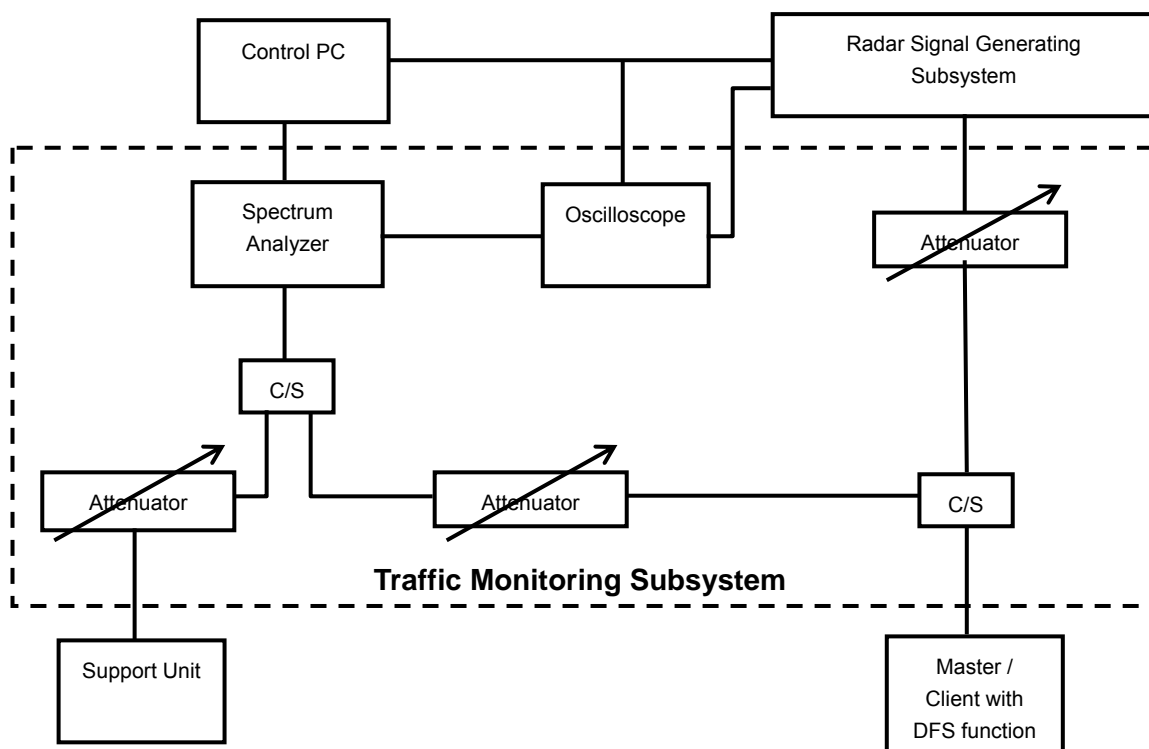 Control PC
Radar Signal Generating
Subsystem
Spectrum
Analyzer
Oscilloscope
Attenuator
C/S
Attenuator
Attenuator
C/S
Traffic Monitoring Subsystem
Support Unit
Master /
Client with
DFS function